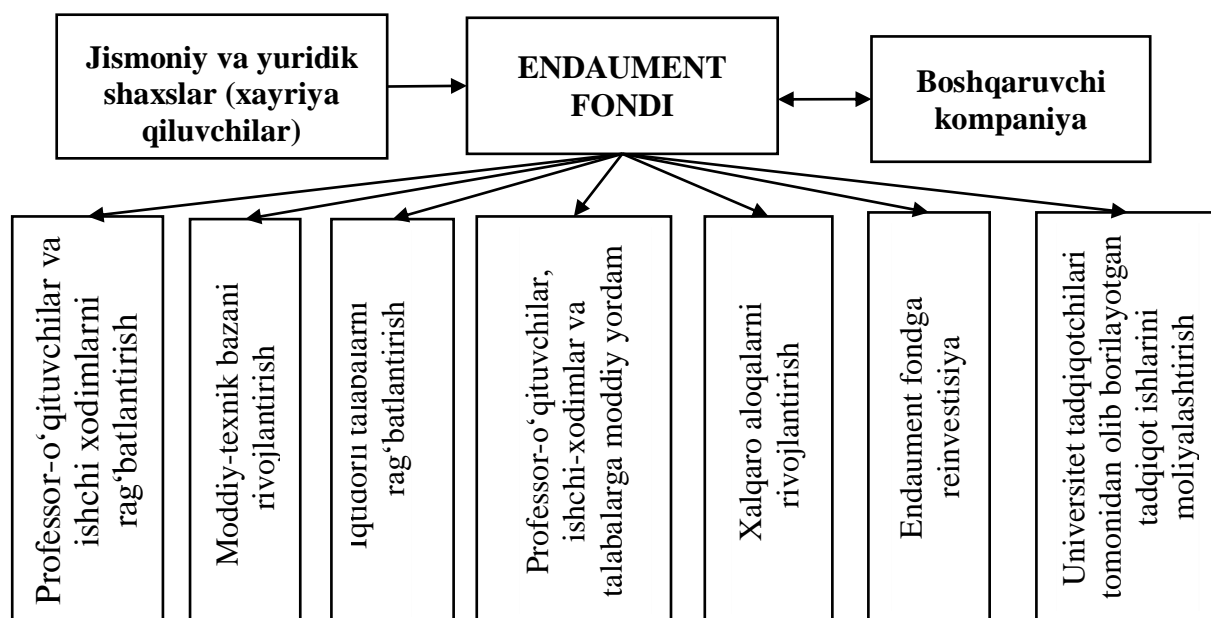 Jismoniy va yuridik
shaxslar (xayriya
qiluvchilar)
ENDAUMENT
FONDI
Boshqaruvchi
kompaniya
Professor-o‘qituvchilar va
ishchi xodimlarni
rag‘batlantirish
Moddiy-texnik bazani
rivojlantirish
Iqtidorli talabalarni
rag‘batlantirish
Professor-o‘qituvchilar,
ishchi-xodimlar va
talabalarga moddiy yordam
Xalqaro aloqalarni
rivojlantirish
Endaument fondga
reinvestisiya
Universitet tadqiqotchilari
tomonidan olib borilayotgan
tadqiqot ishlarini
moliyalashtirish